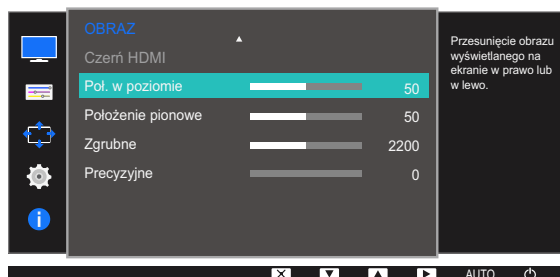 OBRAZ
Czerń HDMI
Poł. w poziomie 50
Położenie pionowe 50
Zgrubne 2200
Precyzyjne 0
Przesunięcie obrazu
wyświetlanego na
ekranie w prawo lub
w lewo.
AUTO